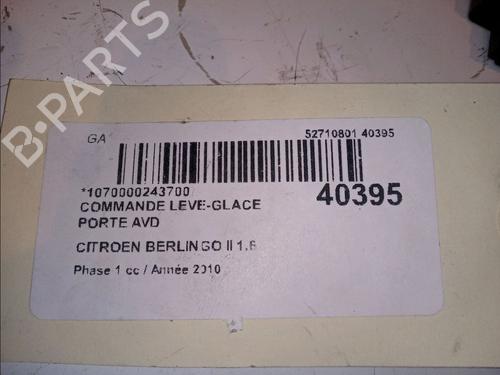 GA
52710801 40395
*1070000243700
40395
COMMANDE LEVE-GLACE
PORTE AVD
CITROEN BERLINGO II 1.6
Phase 1 cc / Année 2010
B-PARTS